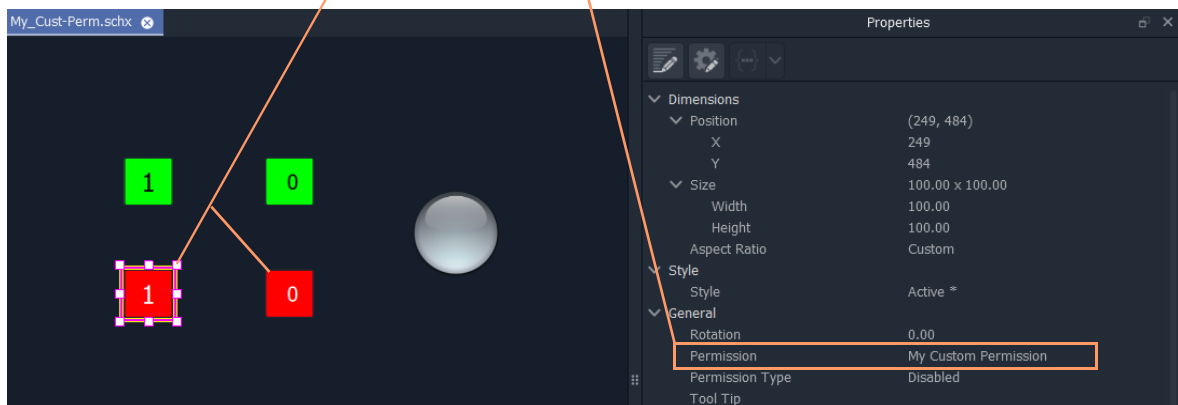 My_Cust-Perm.schx
Properties
1 0
1 0
Dimensions
Position (249, 484)
X 249
Y 484
Size 100.00 x 100.00
Width 100.00
Height 100.00
Aspect Ratio Custom
Style
Style Active *
General
Rotation 0.00
Permission My Custom Permission
Permission Type Disabled
Tool Tip